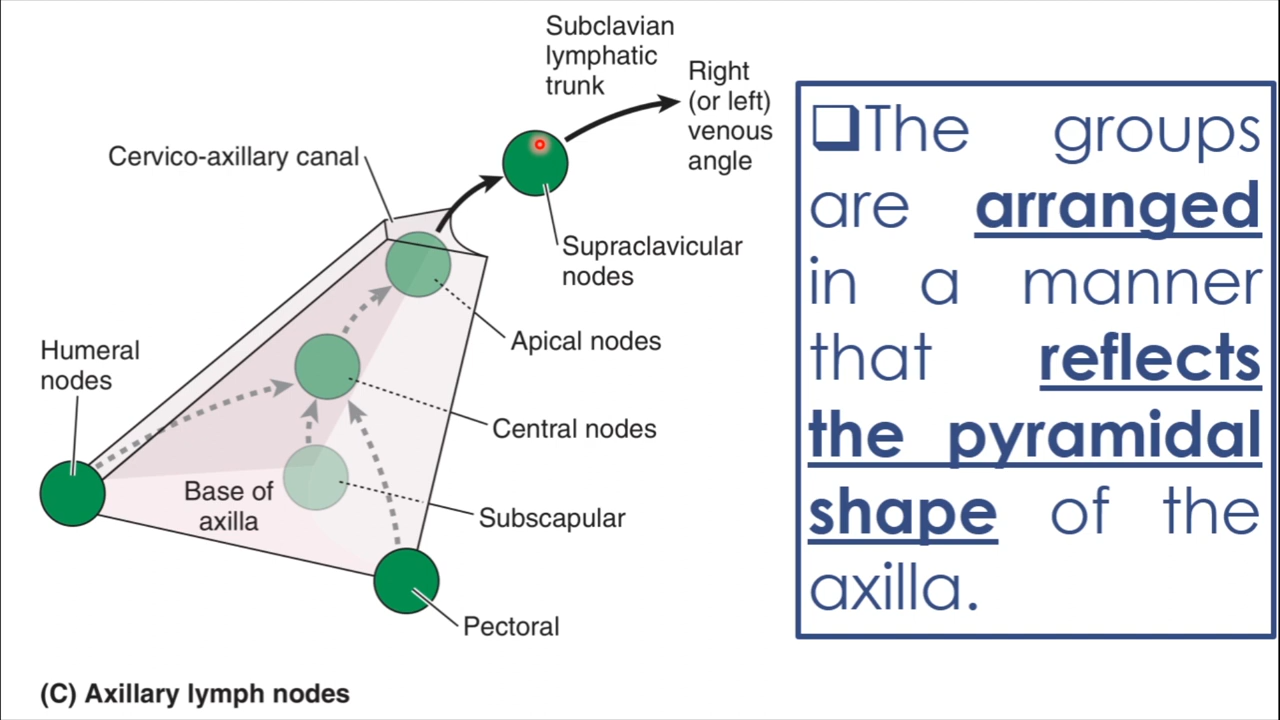 Subclavian
lymphatic
trunk
Right
(or left)
venous
angle
Cervico-axillary canal
Supraclavicular
nodes
Apical nodes
Humeral
nodes
Central nodes
Base of
axilla
Subscapular
Pectoral
(C) Axillary lymph nodes
❑The groups
are arranged
in a manner
that reflects
the pyramidal
shape of the
axilla.